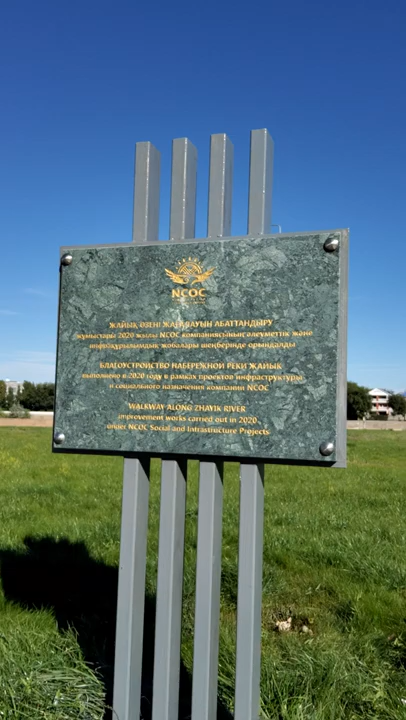 NCOC
ЖАЙЫҚ ӨЗЕНІ ЖАҒАЛАУЫН АБАТТАНДЫРУ
жұмыстары 2020 жылы NCOC компаниясының әлеуметтік және
инфрақұрылымдық жобалары шеңберінде орындалды
БЛАГОУСТРОЙСТВО НАБЕРЕЖНОЙ РЕКИ ЖАЙЫК
выполнено в 2020 году в рамках проектов инфраструктуры
и социального назначения компании NCOC
WALKWAY ALONG ZHAYIK RIVER
improvement works carried out in 2020
under NCOC Social and Infrastructure Projects